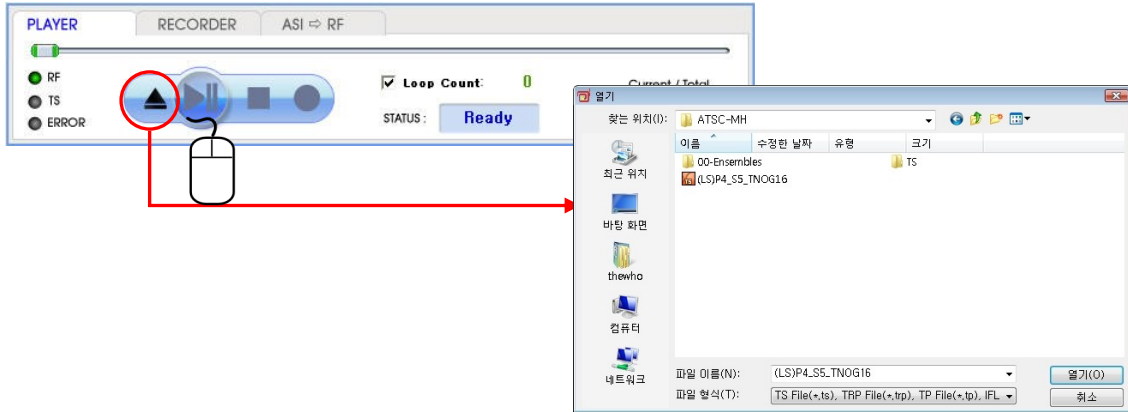 PLAYER RECORDER ASI ⇨ RF
RF
TS
ERROR
Loop Count: 0
STATUS : Ready
Current / Total
열기
찾는 위치(I): ATSC-MH
이름 수정한 날짜 유형 크기
00-Ensembles TS
(LS)P4_S5_TNOG16
최근 위치
바탕 화면
thewho
컴퓨터
네트워크
파일 이름(N): (LS)P4_S5_TNOG16 열기(O)
파일 형식(T): TS File(*.ts), TRP File(*.trp), TP File(*.tp), IFL 취소